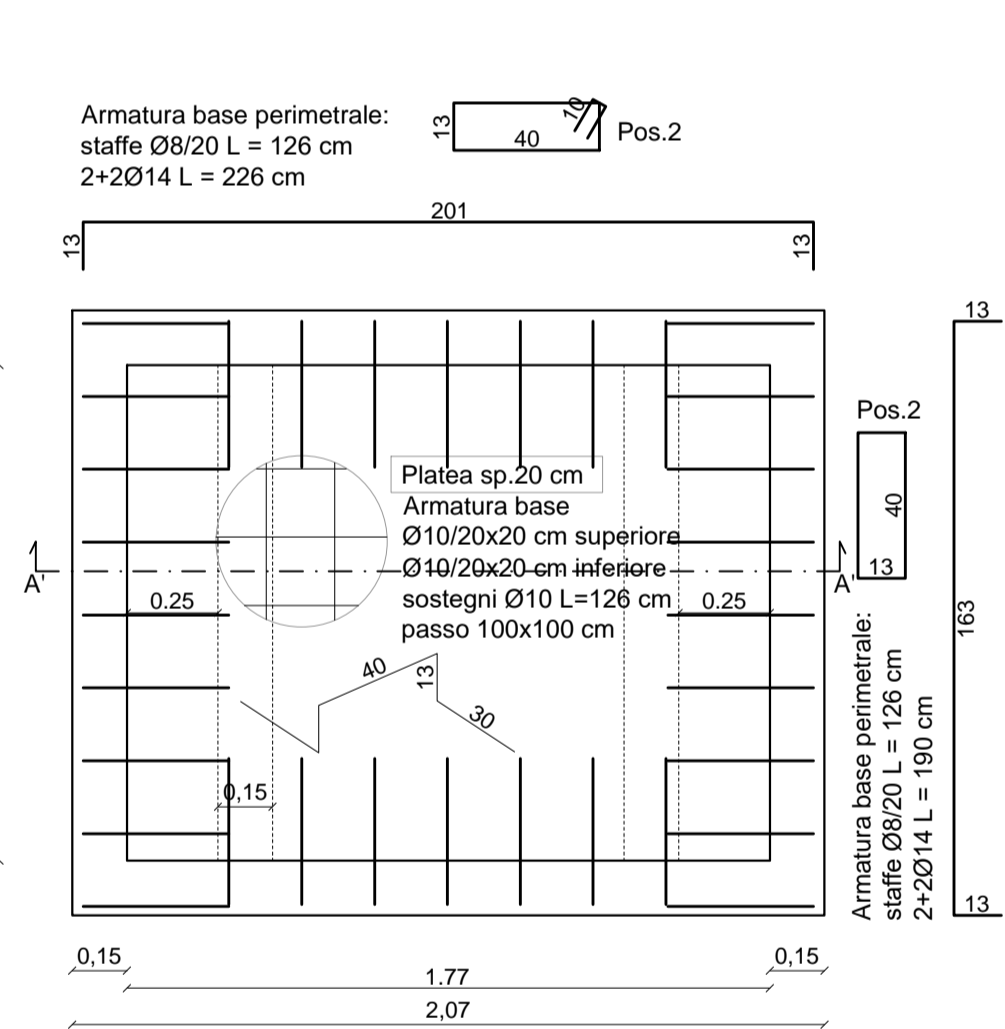 Armatura base perimetrale:
staffe Ø8/20 L = 126 cm
2+2Ø14 L = 226 cm
13
40
10
Pos.2
201
13
13
13
Pos.2
40
13
Platea sp.20 cm
Armatura base
Ø10/20x20 cm superiore
Ø10/20x20 cm inferiore
sostegni Ø10 L=126 cm
passo 100x100 cm
A'
A'
0.25
0.25
163
40
13
30
0,15
Armatura base perimetrale:
staffe Ø8/20 L = 126 cm
2+2Ø14 L = 190 cm
13
0,15
0,15
1.77
2,07